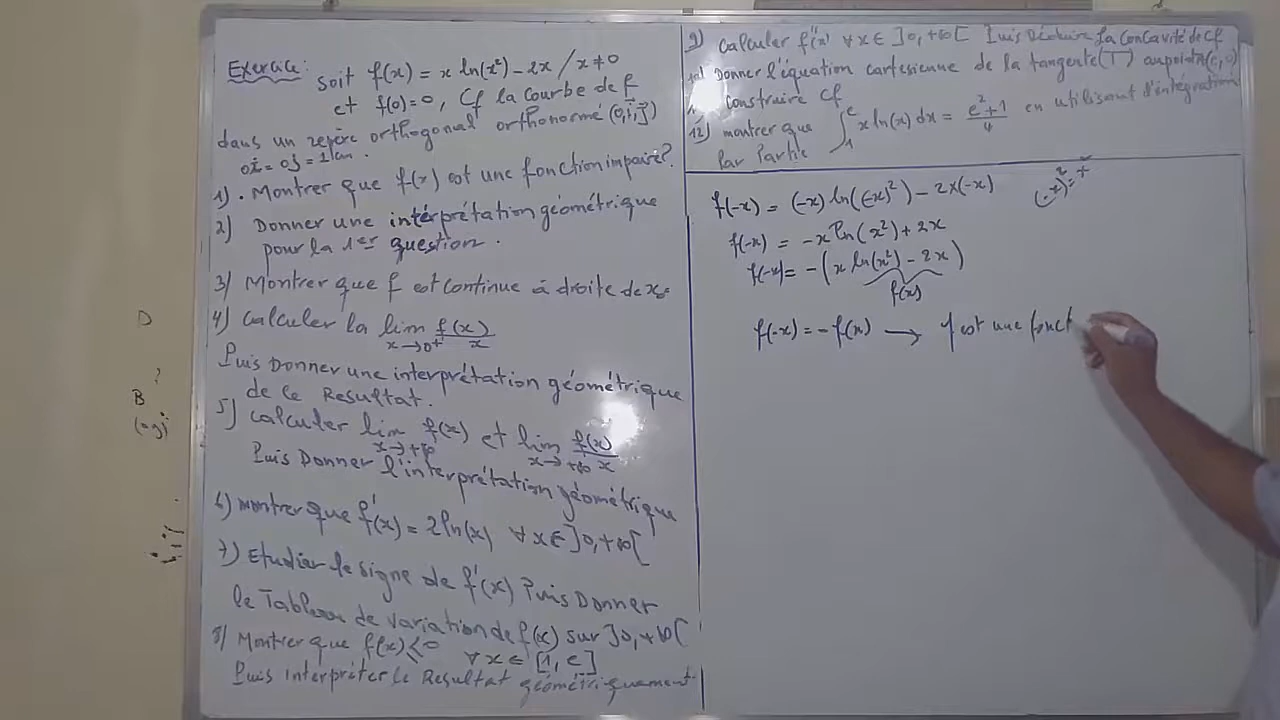 Exercice: soit f(x) = x ln(x²) - 2x / x≠0
et f(0)=0, Cf la courbe de f
dans un repère orthogonal orthonormé (0,i,j)
oi = oj = 1cm.
1) . Montrer que f(x) est une fonction impaire?
2) Donner une intérprétation géométrique
pour la 1er question.
3) Montrer que f est continue à droite de x₀=
4) Calculer la lim f(x)/x
x→0⁺
Puis Donner une interprétation géométrique
de ce Resultat.
5) Calculer lim f(x) et lim f(x)/x
x→+∞ x→+∞
Puis Donner l'interprétation géométrique
6) montrer que f'(x) = 2ln(x) ∀x∈]0,+∞[
7) Etudier le signe de f'(x) Puis Donner
le Tableau de variation de f(x) sur ]0,+∞[
8) Montrer que f(x)≤0 ∀x∈[1,e]
Puis interpréter le Resultat géométriquement.
9) Calculer f''(x) ∀x∈]0,+∞[ Puis Déduire la Concavité de Cf
Donner l'équation cartesienne de la tangente (T) au point (e,0)
Construire Cf
12) montrer que ∫₁ᵉ x ln(x) dx = (e²+1)/4 en utilisant d'intégration
Par Partie
f(-x) = (-x) ln((-x)²) - 2×(-x)
(-x)² = +
f(-x) = -x ln(x²) + 2x
f(-x) = -(x ln(x²) - 2x)
f(x)
f(-x) = -f(x) → f est une fonct
D
?
B